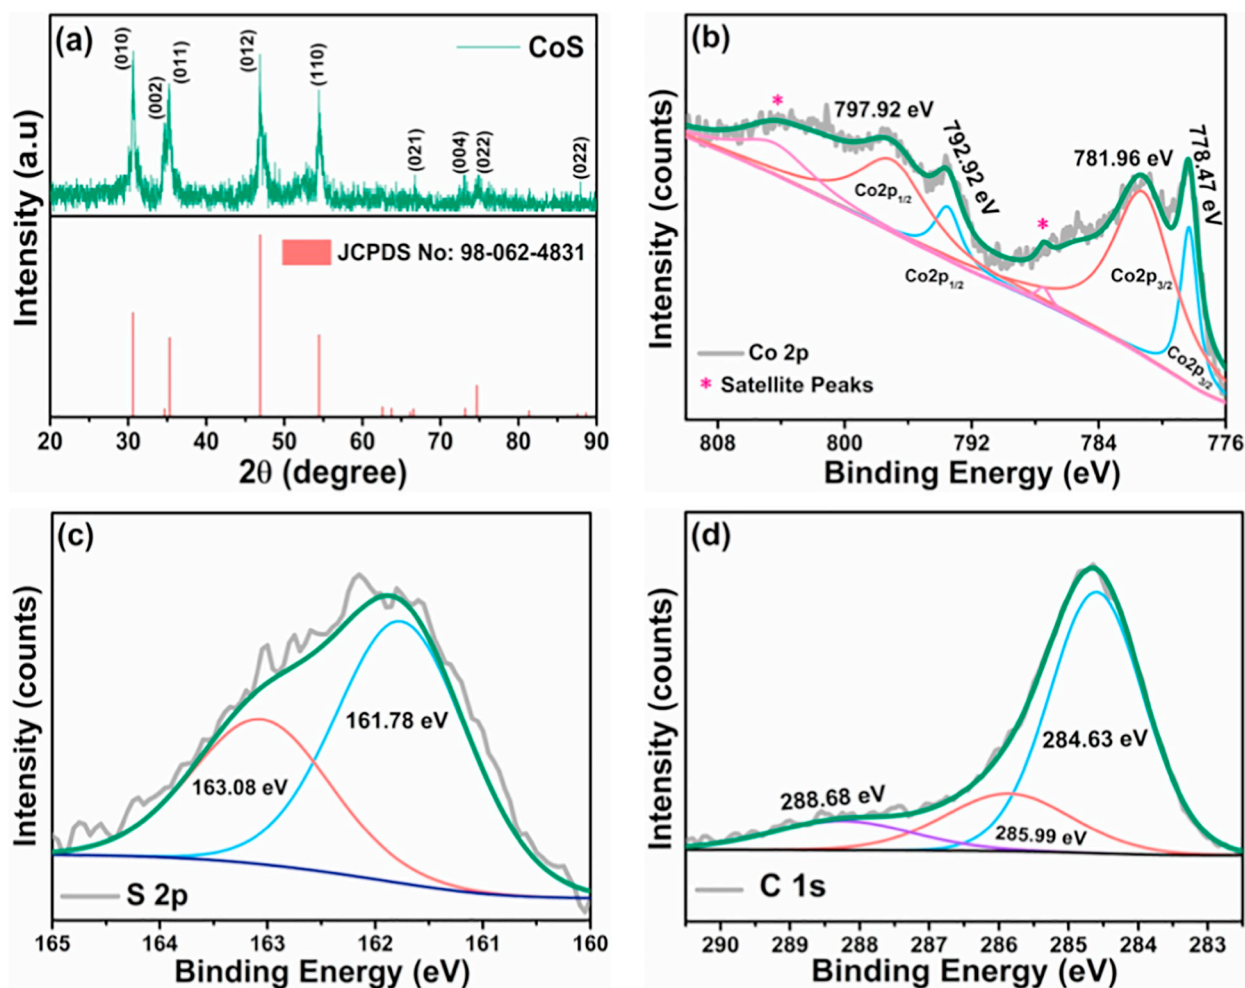 (a)
CoS
(010)
(002)
(011)
(012)
(110)
(021)
(004)
(022)
(022)
JCPDS No: 98-062-4831
Intensity (a.u)
20 30 40 50 60 70 80 90
2θ (degree)
(b)
*
797.92 eV
792.92 eV
781.96 eV
778.47 eV
*
Co2p1/2
Co2p1/2
Co2p3/2
Co2p3/2
Co 2p
* Satellite Peaks
Intensity (counts)
808 800 792 784 776
Binding Energy (eV)
(c)
161.78 eV
163.08 eV
S 2p
Intensity (counts)
165 164 163 162 161 160
Binding Energy (eV)
(d)
284.63 eV
288.68 eV
285.99 eV
C 1s
Intensity (counts)
290 289 288 287 286 285 284 283
Binding Energy (eV)